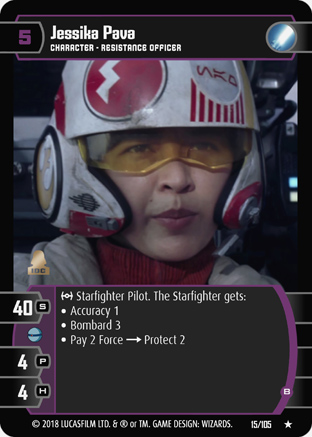 5 Jessika Pava
CHARACTER - RESISTANCE OFFICER
IDC
40 S
Starfighter Pilot. The Starfighter gets:
• Accuracy 1
• Bombard 3
• Pay 2 Force → Protect 2
4 P
4 H
B
© 2018 LUCASFILM LTD. & ® or TM. GAME DESIGN: WIZARDS. 15/105 ★